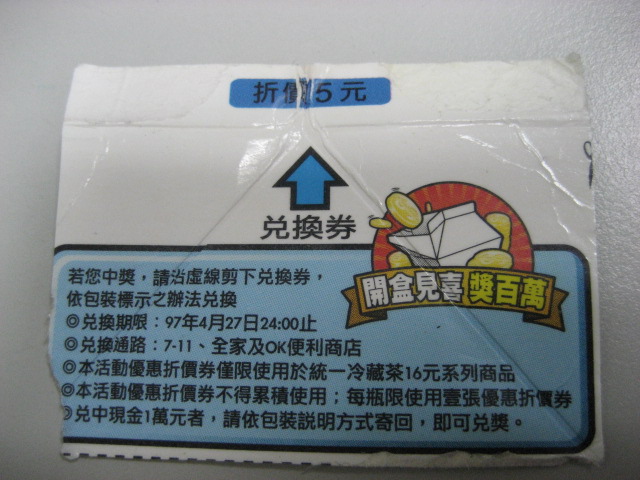 折價5元
兌換券
開盒見喜 獎百萬
若您中獎，請沿虛線剪下兌換券，
依包裝標示之辦法兌換
◎兌換期限：97年4月27日24:00止
◎兌換通路：7-11、全家及OK便利商店
◎本活動優惠折價券僅限使用於統一冷藏茶16元系列商品
◎本活動優惠折價券不得累積使用；每瓶限使用壹張優惠折價券
◎兌中現金1萬元者，請依包裝說明方式寄回，即可兌獎。